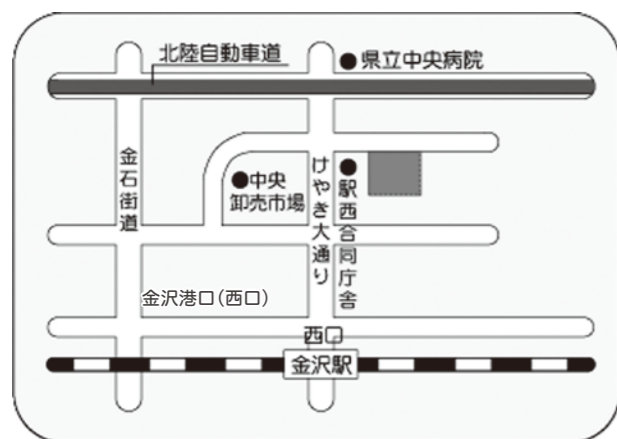 北陸自動車道
県立中央病院
金石街道
中央
卸売市場
けやき大通り
駅西合同庁舎
金沢港口(西口)
西口
金沢駅